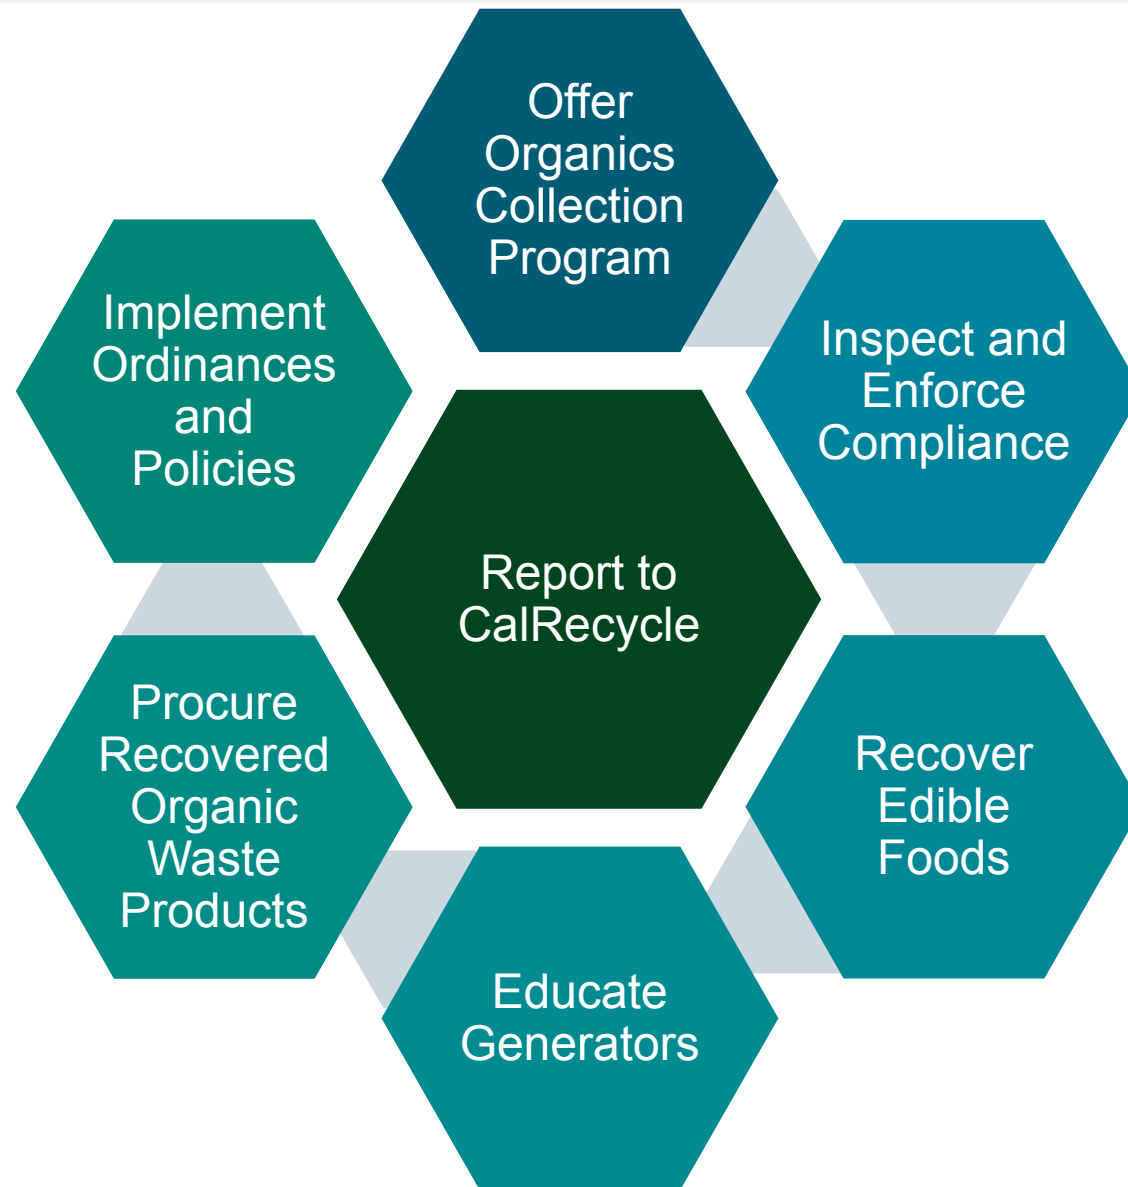 Offer
Organics
Collection
Program
Inspect and
Enforce
Compliance
Recover
Edible
Foods
Educate
Generators
Procure
Recovered
Organic
Waste
Products
Implement
Ordinances
and
Policies
Report to
CalRecycle